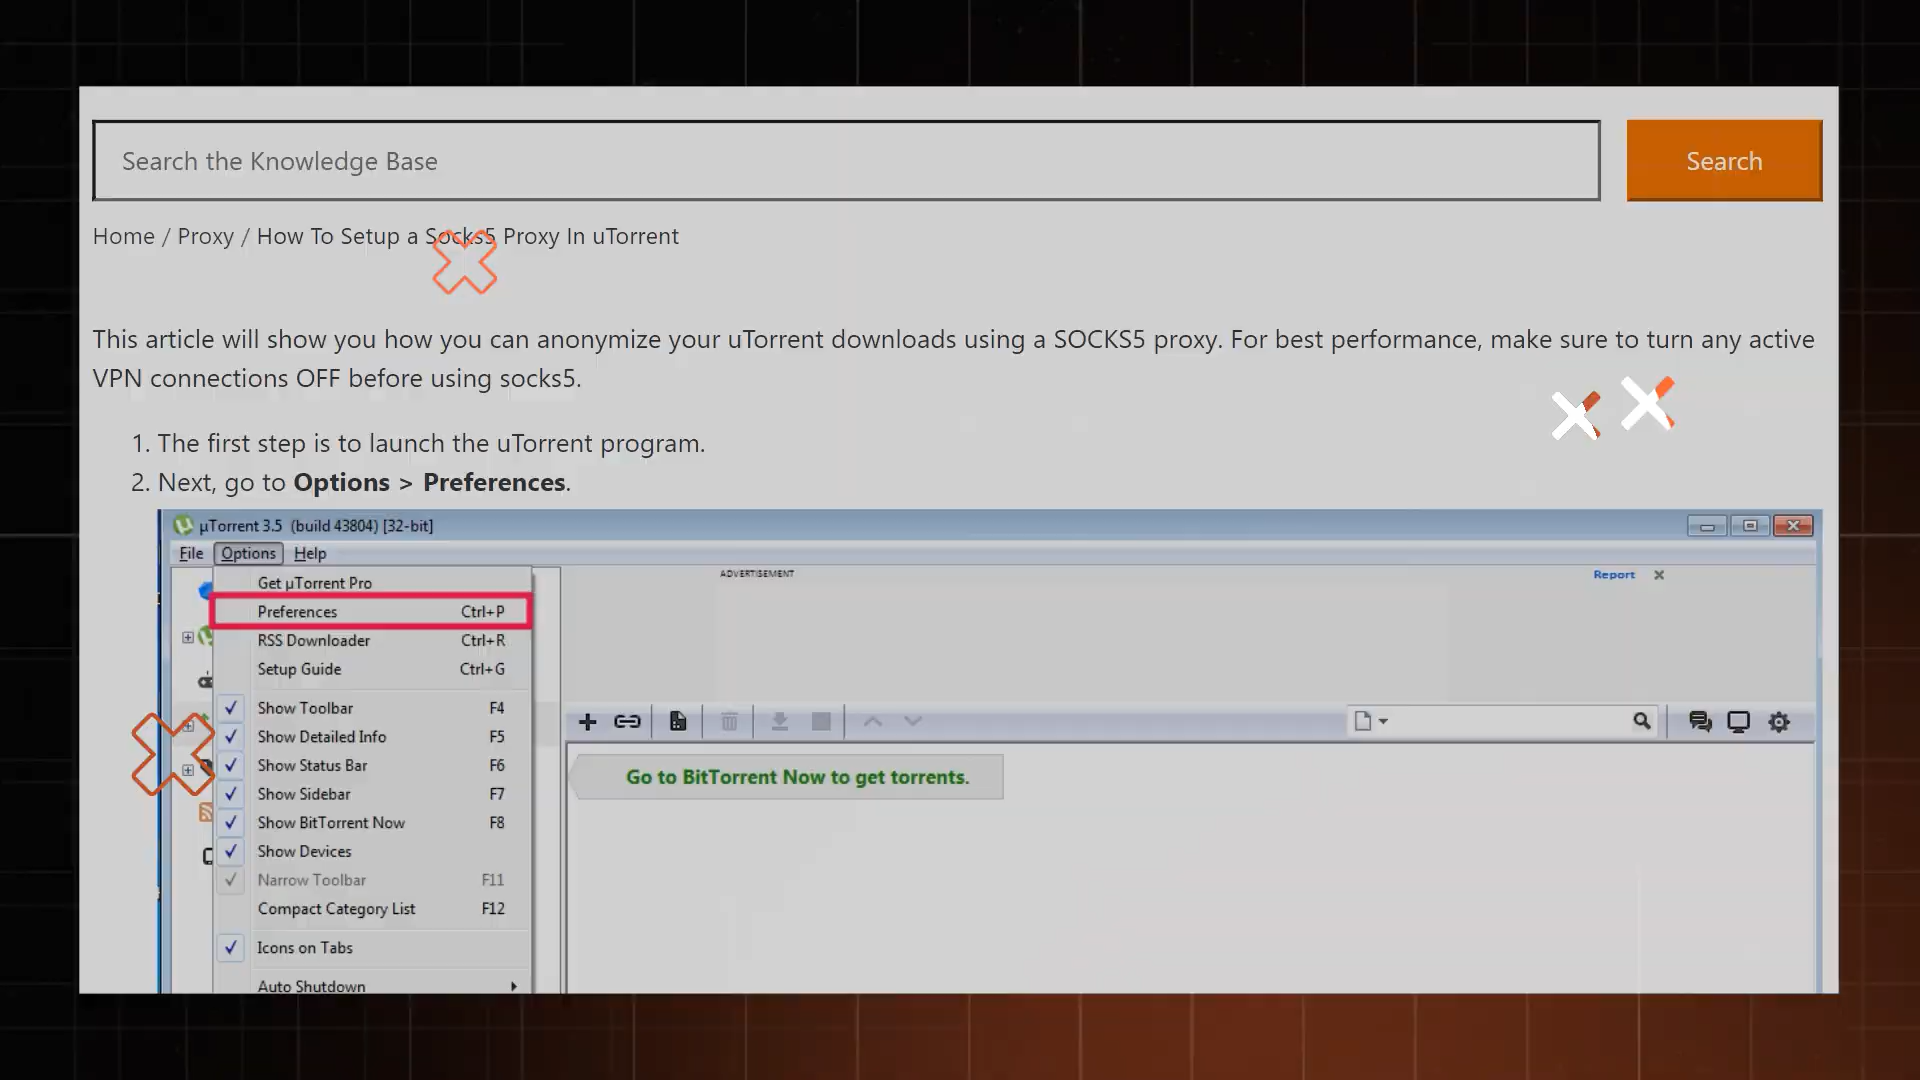 Search the Knowledge Base
Search
Home / Proxy / How To Setup a Socks5 Proxy In uTorrent
This article will show you how you can anonymize your uTorrent downloads using a SOCKS5 proxy. For best performance, make sure to turn any active
VPN connections OFF before using socks5.
1. The first step is to launch the uTorrent program.
2. Next, go to Options > Preferences.
µTorrent 3.5 (build 43804) [32-bit]
File Options Help
Get µTorrent Pro
ADVERTISEMENT
Report
Preferences Ctrl+P
RSS Downloader Ctrl+R
Setup Guide Ctrl+G
Show Toolbar F4
Show Detailed Info F5
Show Status Bar F6
Go to BitTorrent Now to get torrents.
Show Sidebar F7
Show BitTorrent Now F8
Show Devices
Narrow Toolbar F11
Compact Category List F12
Icons on Tabs
Auto Shutdown